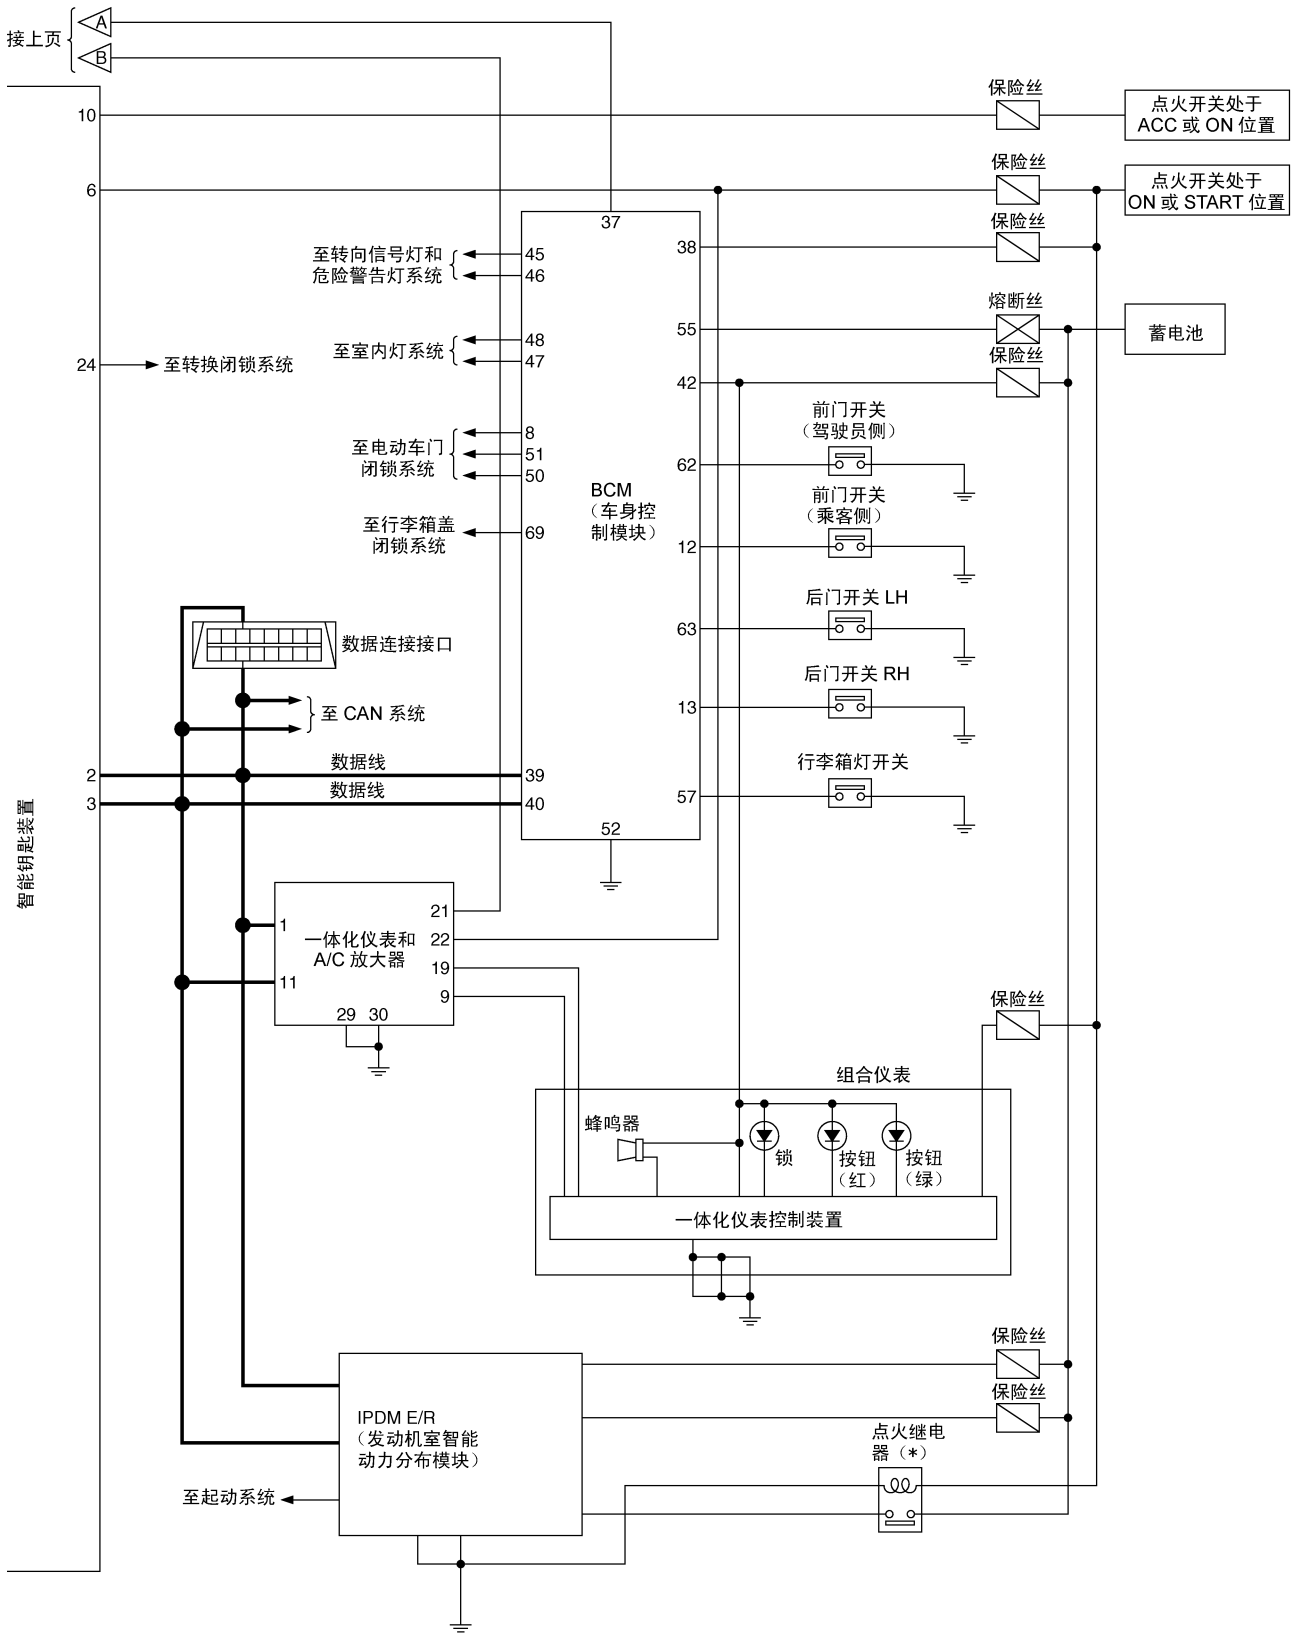 接上页
A
B
10
保险丝
点火开关处于
ACC 或 ON 位置
6
保险丝
点火开关处于
ON 或 START 位置
37
38
保险丝
至转向信号灯和
危险警告灯系统
45
46
55
熔断丝
蓄电池
至室内灯系统
48
47
24
至转换闭锁系统
42
保险丝
前门开关
（驾驶员侧）
62
至电动车门
闭锁系统
8
51
50
BCM
（车身控
制模块）
前门开关
（乘客侧）
12
至行李箱盖
闭锁系统
69
后门开关 LH
63
数据连接接口
后门开关 RH
13
至 CAN 系统
行李箱灯开关
57
2
数据线
39
3
数据线
40
52
智能钥匙装置
1
11
一体化仪表和
A/C 放大器
21
22
19
9
29 30
保险丝
组合仪表
蜂鸣器
锁
按钮
（红）
按钮
（绿）
一体化仪表控制装置
保险丝
保险丝
IPDM E/R
（发动机室智能
动力分布模块）
点火继电
器（*）
至起动系统